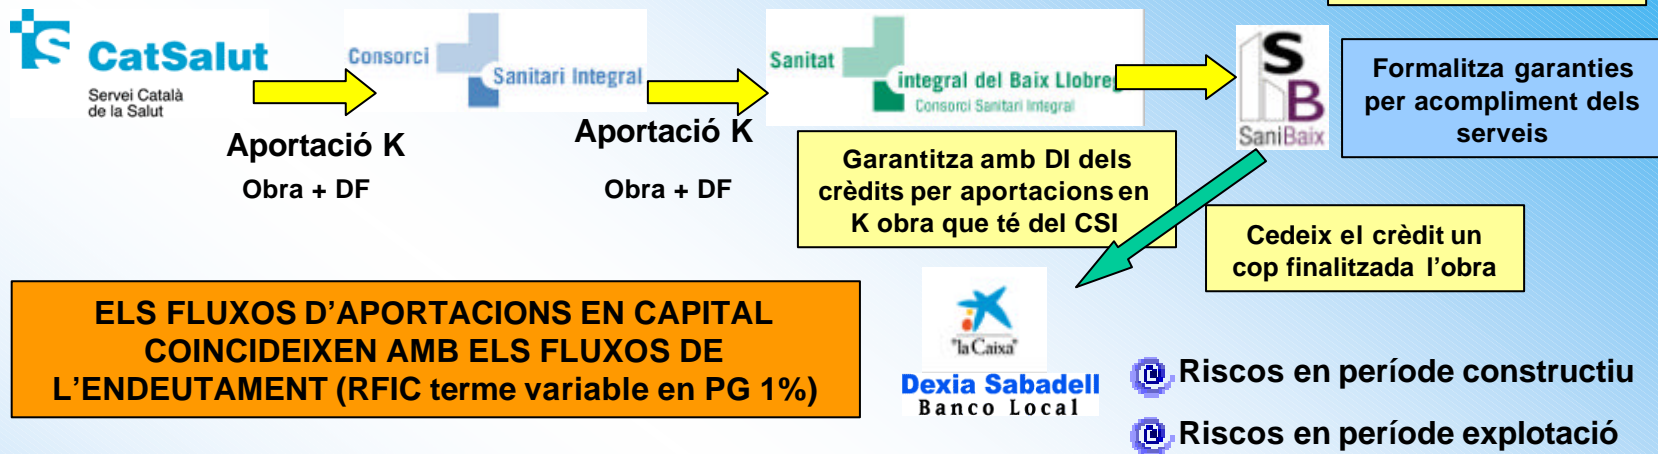 CatSalut
Servei Català
de la Salut
Consorci
Sanitari Integral
Sanitat
integral del Baix Llobreg
Consorci Sanitari Integral
S
B
SaniBaix
Formalitza garanties
per acompliment dels
serveis
Aportació K
Obra + DF
Aportació K
Obra + DF
Garantitza amb DI dels
crèdits per aportacions en
K obra que té del CSI
Cedeix el crèdit un
cop finalitzada l'obra
ELS FLUXOS D'APORTACIONS EN CAPITAL
COINCIDEIXEN AMB ELS FLUXOS DE
L'ENDEUTAMENT (RFIC terme variable en PG 1%)
"la Caixa"
Dexia Sabadell
Banco Local
Riscos en període constructiu
Riscos en període explotació